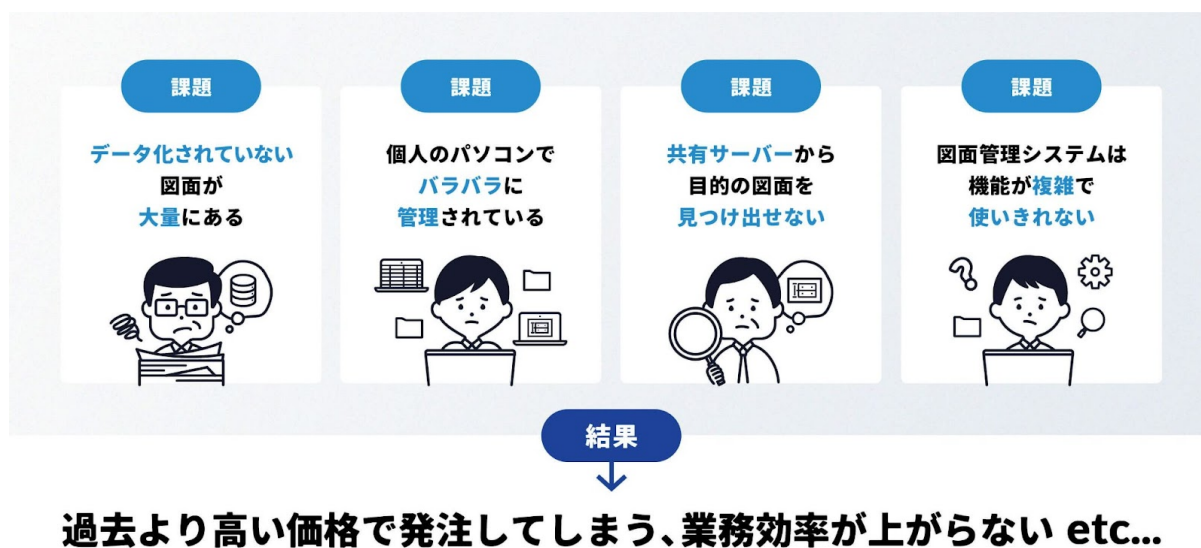 課題
データ化されていない
図面が
大量にある
課題
個人のパソコンで
バラバラに
管理されている
課題
共有サーバーから
目的の図面を
見つけ出せない
課題
図面管理システムは
機能が複雑で
使いきれない
結果
過去より高い価格で発注してしまう、業務効率が上がらない etc...